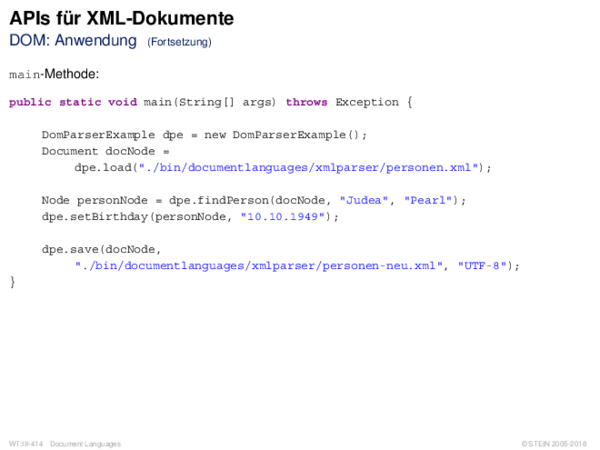 APIs für XML-Dokumente
DOM: Anwendung (Fortsetzung)
main-Methode:
public static void main(String[] args) throws Exception {
DomParserExample dpe = new DomParserExample();
Document docNode =
dpe.load("./bin/documentlanguages/xmlparser/personen.xml");
Node personNode = dpe.findPerson(docNode, "Judea", "Pearl");
dpe.setBirthday(personNode, "10.10.1949");
dpe.save(docNode,
"./bin/documentlanguages/xmlparser/personen-neu.xml", "UTF-8");
}
WT:III-414 Document Languages © STEIN 2005-2018